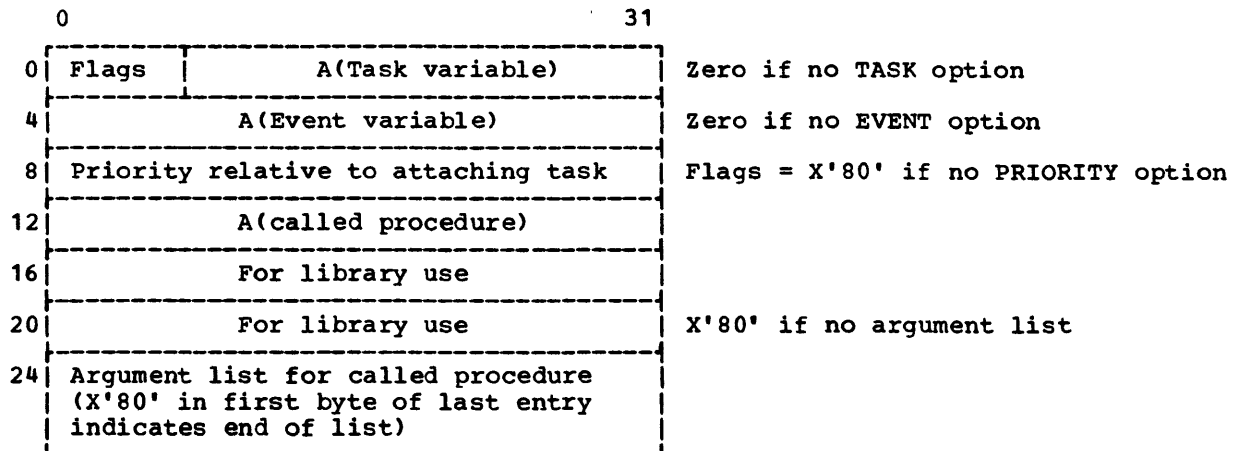 0 31
0 Flags A(Task variable) Zero if no TASK option
4 A(Event variable) Zero if no EVENT option
8 Priority relative to attaching task Flags = X'80' if no PRIORITY option
12 A(called procedure)
16 For library use
20 For library use X'80' if no argument list
24 Argument list for called procedure
(X'80' in first byte of last entry
indicates end of list)